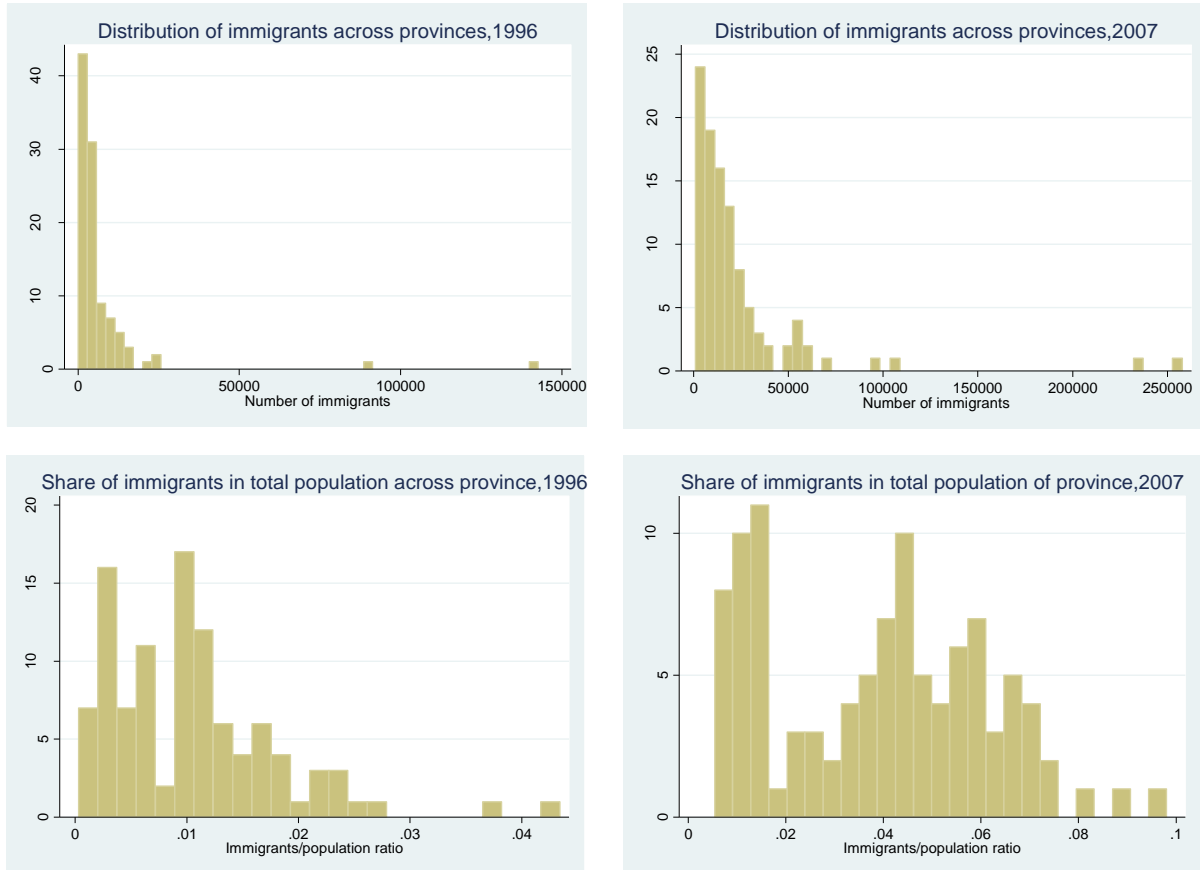 Distribution of immigrants across provinces,1996
40
30
20
10
0
0 50000 100000 150000
Number of immigrants
Distribution of immigrants across provinces,2007
25
20
15
10
5
0
0 50000 100000 150000 200000 250000
Number of immigrants
Share of immigrants in total population across province,1996
20
15
10
5
0
0 .01 .02 .03 .04
Immigrants/population ratio
Share of immigrants in total population of province,2007
10
5
0
0 .02 .04 .06 .08 .1
Immigrants/population ratio